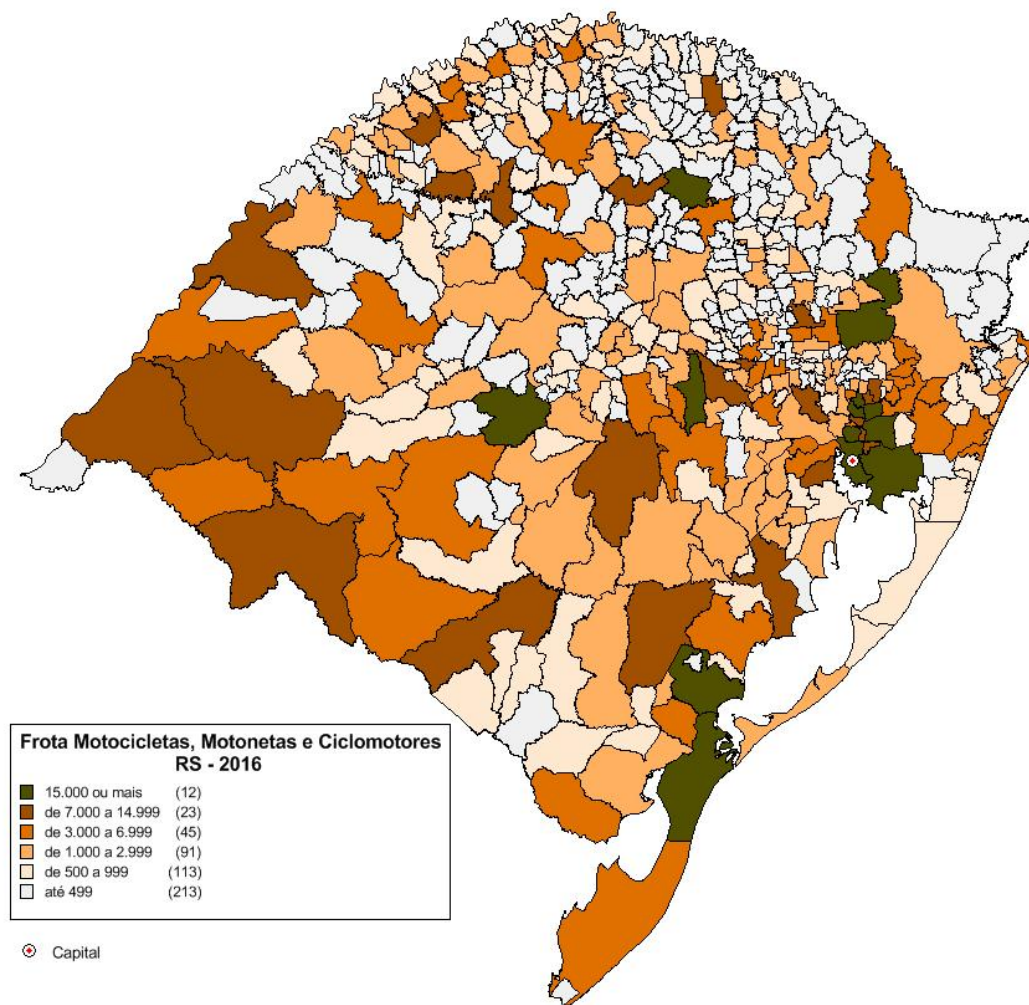 Frota Motocicletas, Motonetas e Ciclomotores
RS - 2016
15.000 ou mais (12)
de 7.000 a 14.999 (23)
de 3.000 a 6.999 (45)
de 1.000 a 2.999 (91)
de 500 a 999 (113)
até 499 (213)
Capital